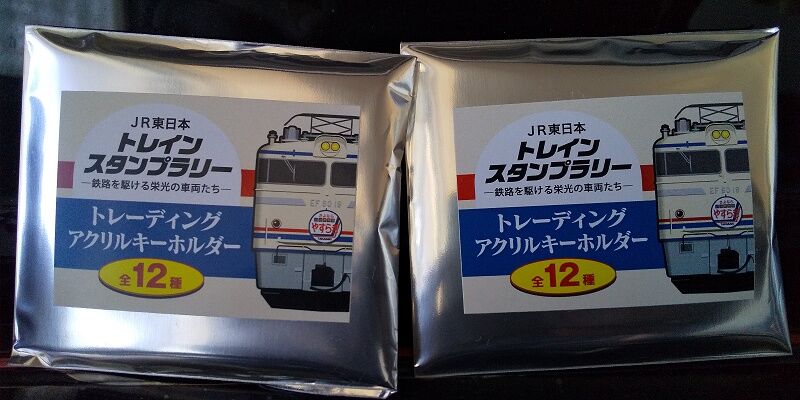 JR東日本
トレイン
スタンプラリー
―鉄路を駆ける栄光の車両たち―
トレーディング
アクリルキーホルダー
全12種
EF 60 19
やすらぎ
JR東日本
トレイン
スタンプラリー
―鉄路を駆ける栄光の車両たち―
トレーディング
アクリルキーホルダー
全12種
EF 60 19
やすらぎ